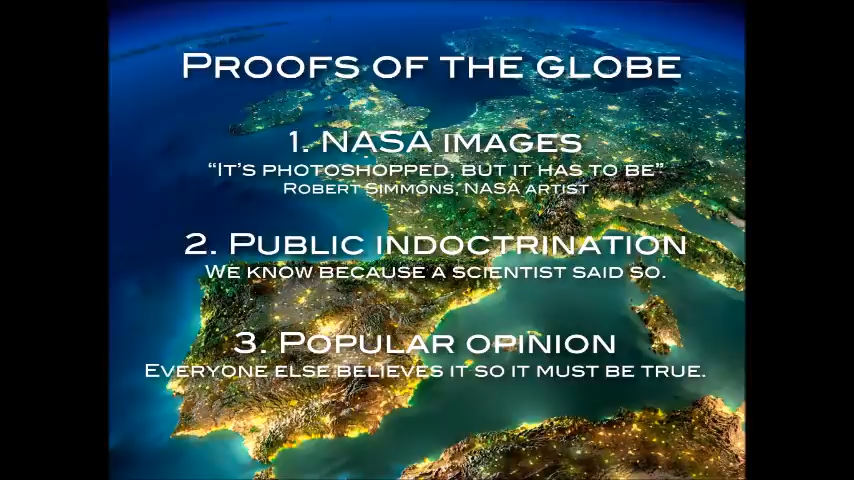 Proofs of the globe
1. NASA images
"It's photoshopped, but it has to be"
Robert Simmons, NASA artist
2. Public indoctrination
We know because a scientist said so.
3. Popular opinion
Everyone else believes it so it must be true.